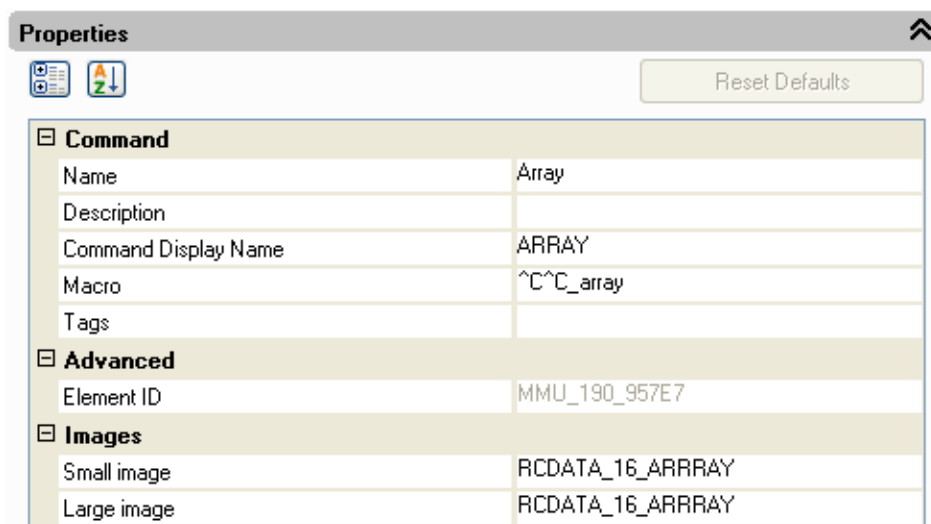 Properties
Reset Defaults
Command
Name Array
Description
Command Display Name ARRAY
Macro ^C^C_array
Tags
Advanced
Element ID MMU_190_957E7
Images
Small image RCDATA_16_ARRRAY
Large image RCDATA_16_ARRRAY